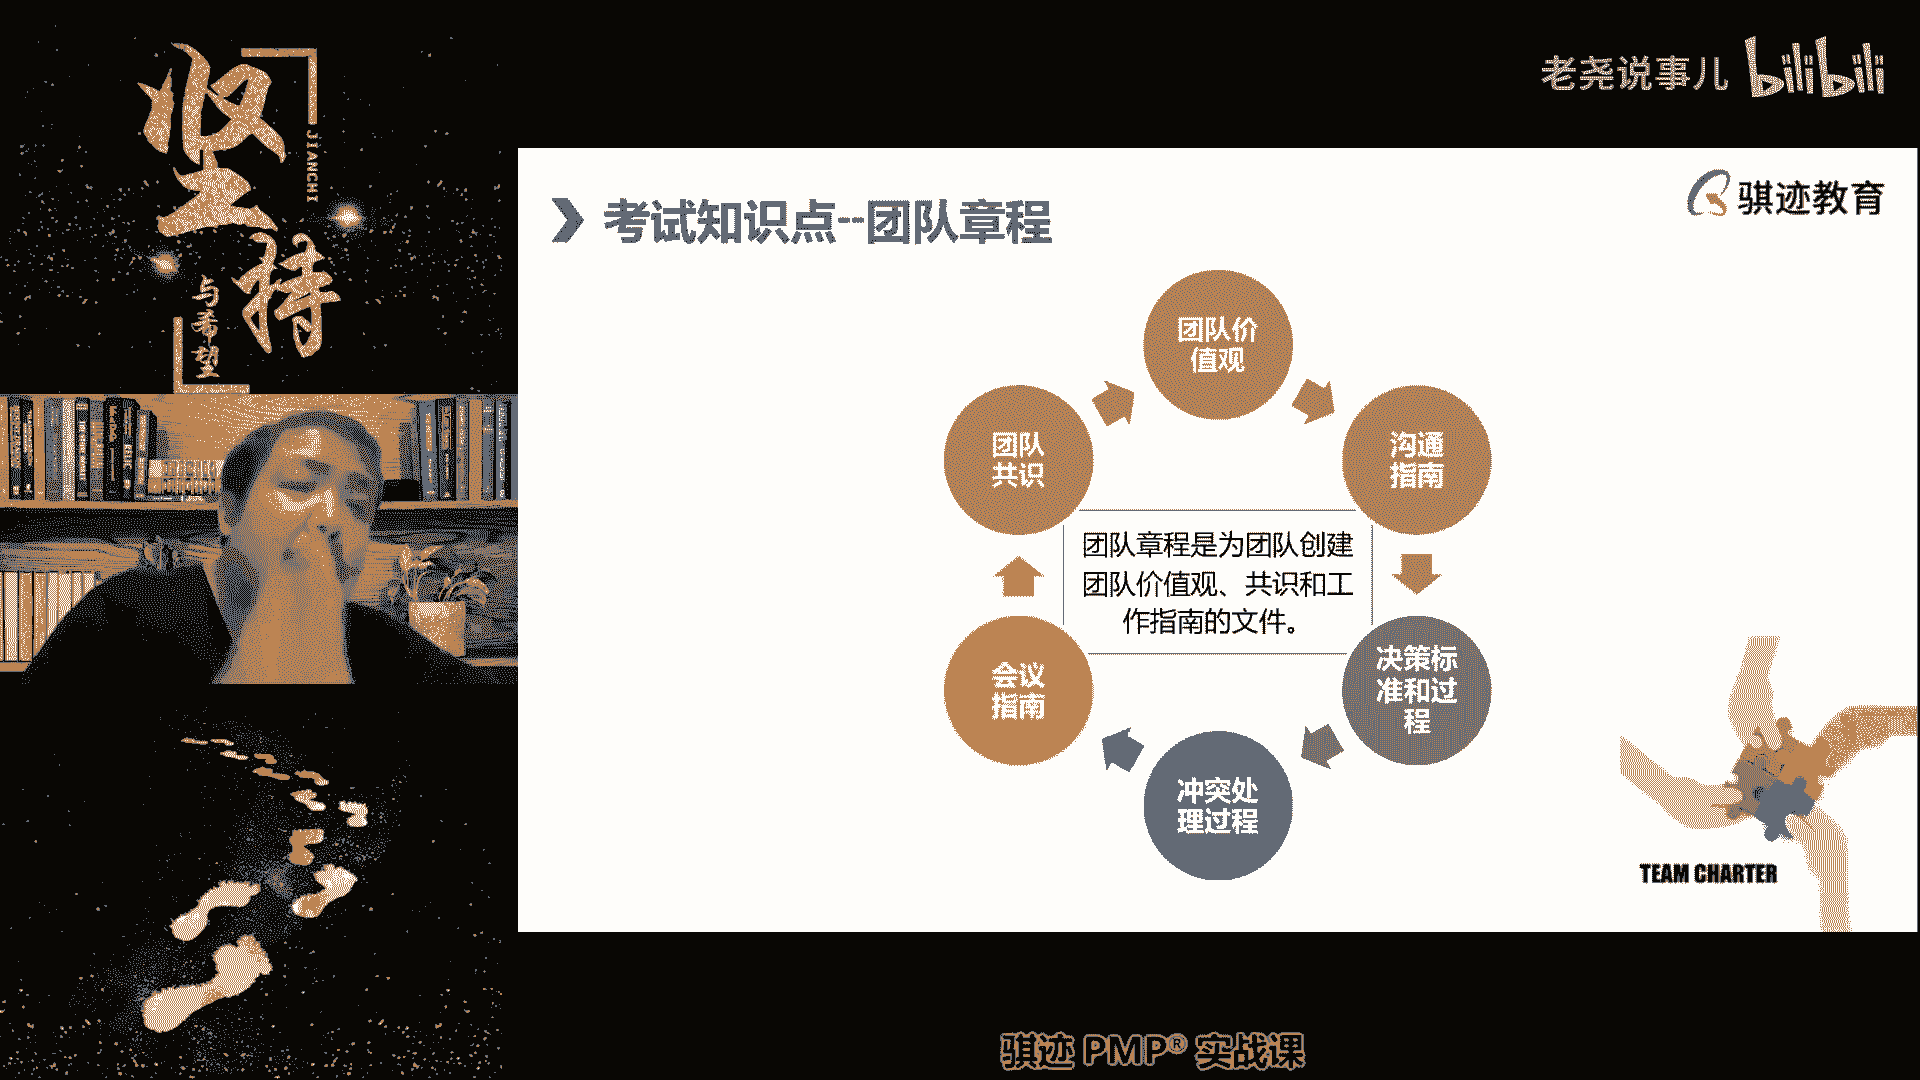 坚持
JIANCHI
与希望
老尧说事儿 bilibili
骐迹教育
考试知识点--团队章程
团队价
值观
沟通
指南
决策标
准和过
程
冲突处
理过程
会议
指南
团队
共识
团队章程是为团队创建
团队价值观、共识和工
作指南的文件。
TEAM CHARTER
骐迹 PMP® 实战课